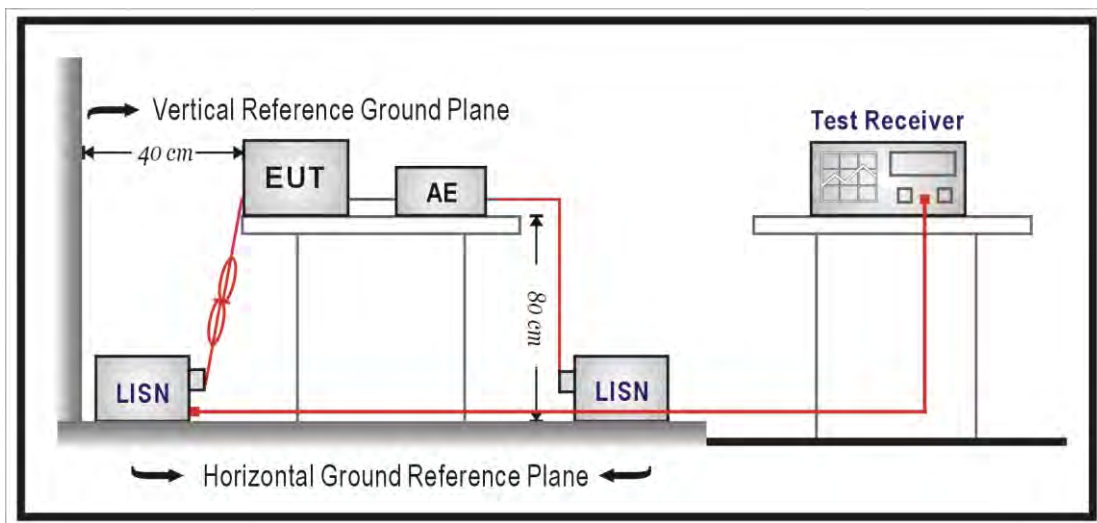 Vertical Reference Ground Plane
Test Receiver
40 cm
EUT
AE
80 cm
LISN
LISN
Horizontal Ground Reference Plane